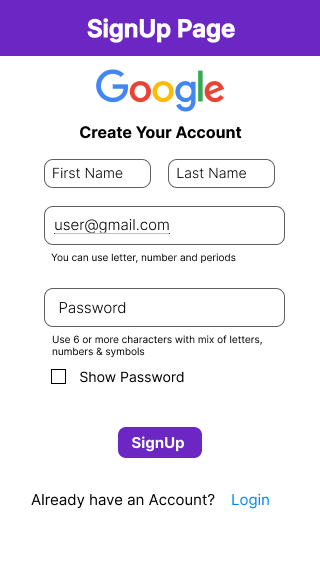 SignUp Page
Google
Create Your Account
First Name Last Name
user@gmail.com
You can use letter, number and periods
Password
Use 6 or more characters with mix of letters,
numbers & symbols
Show Password
SignUp
Already have an Account? Login